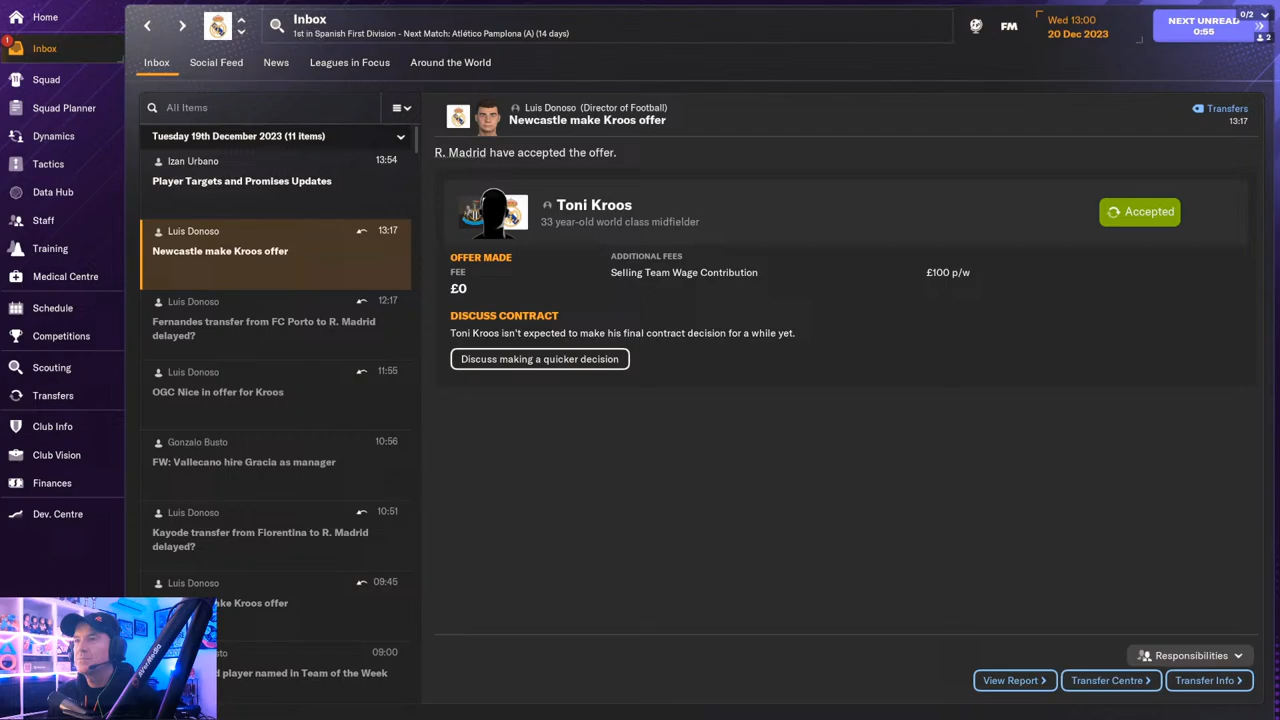 Home
Inbox
1
Squad
Squad Planner
Dynamics
Tactics
Data Hub
Staff
Training
Medical Centre
Schedule
Competitions
Scouting
Transfers
Club Info
Club Vision
Finances
Dev. Centre
Inbox
1st in Spanish First Division - Next Match: Atlético Pamplona (A) (14 days)
FM
Wed 13:00
20 Dec 2023
NEXT UNREAD
0:55
0/2
2
Inbox
Social Feed
News
Leagues in Focus
Around the World
All Items
Tuesday 19th December 2023 (11 items)
Izan Urbano 13:54
Player Targets and Promises Updates
Luis Donoso 13:17
Newcastle make Kroos offer
Luis Donoso 12:17
Fernandes transfer from FC Porto to R. Madrid
delayed?
Luis Donoso 11:55
OGC Nice in offer for Kroos
Gonzalo Busto 10:56
FW: Vallecano hire Gracia as manager
Luis Donoso 10:51
Kayode transfer from Fiorentina to R. Madrid
delayed?
Luis Donoso 09:45
Kroos offer
09:00
player named in Team of the Week
Luis Donoso (Director of Football)
Newcastle make Kroos offer
Transfers
13:17
R. Madrid have accepted the offer.
Toni Kroos
33 year-old world class midfielder
Accepted
OFFER MADE
FEE
£0
ADDITIONAL FEES
Selling Team Wage Contribution £100 p/w
DISCUSS CONTRACT
Toni Kroos isn't expected to make his final contract decision for a while yet.
Discuss making a quicker decision
Responsibilities
View Report
Transfer Centre
Transfer Info